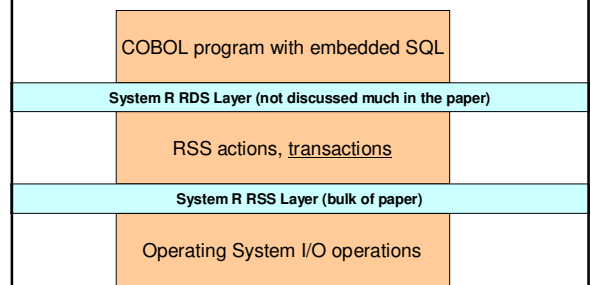 COBOL program with embedded SQL
System R RDS Layer (not discussed much in the paper)
RSS actions, transactions
System R RSS Layer (bulk of paper)
Operating System I/O operations